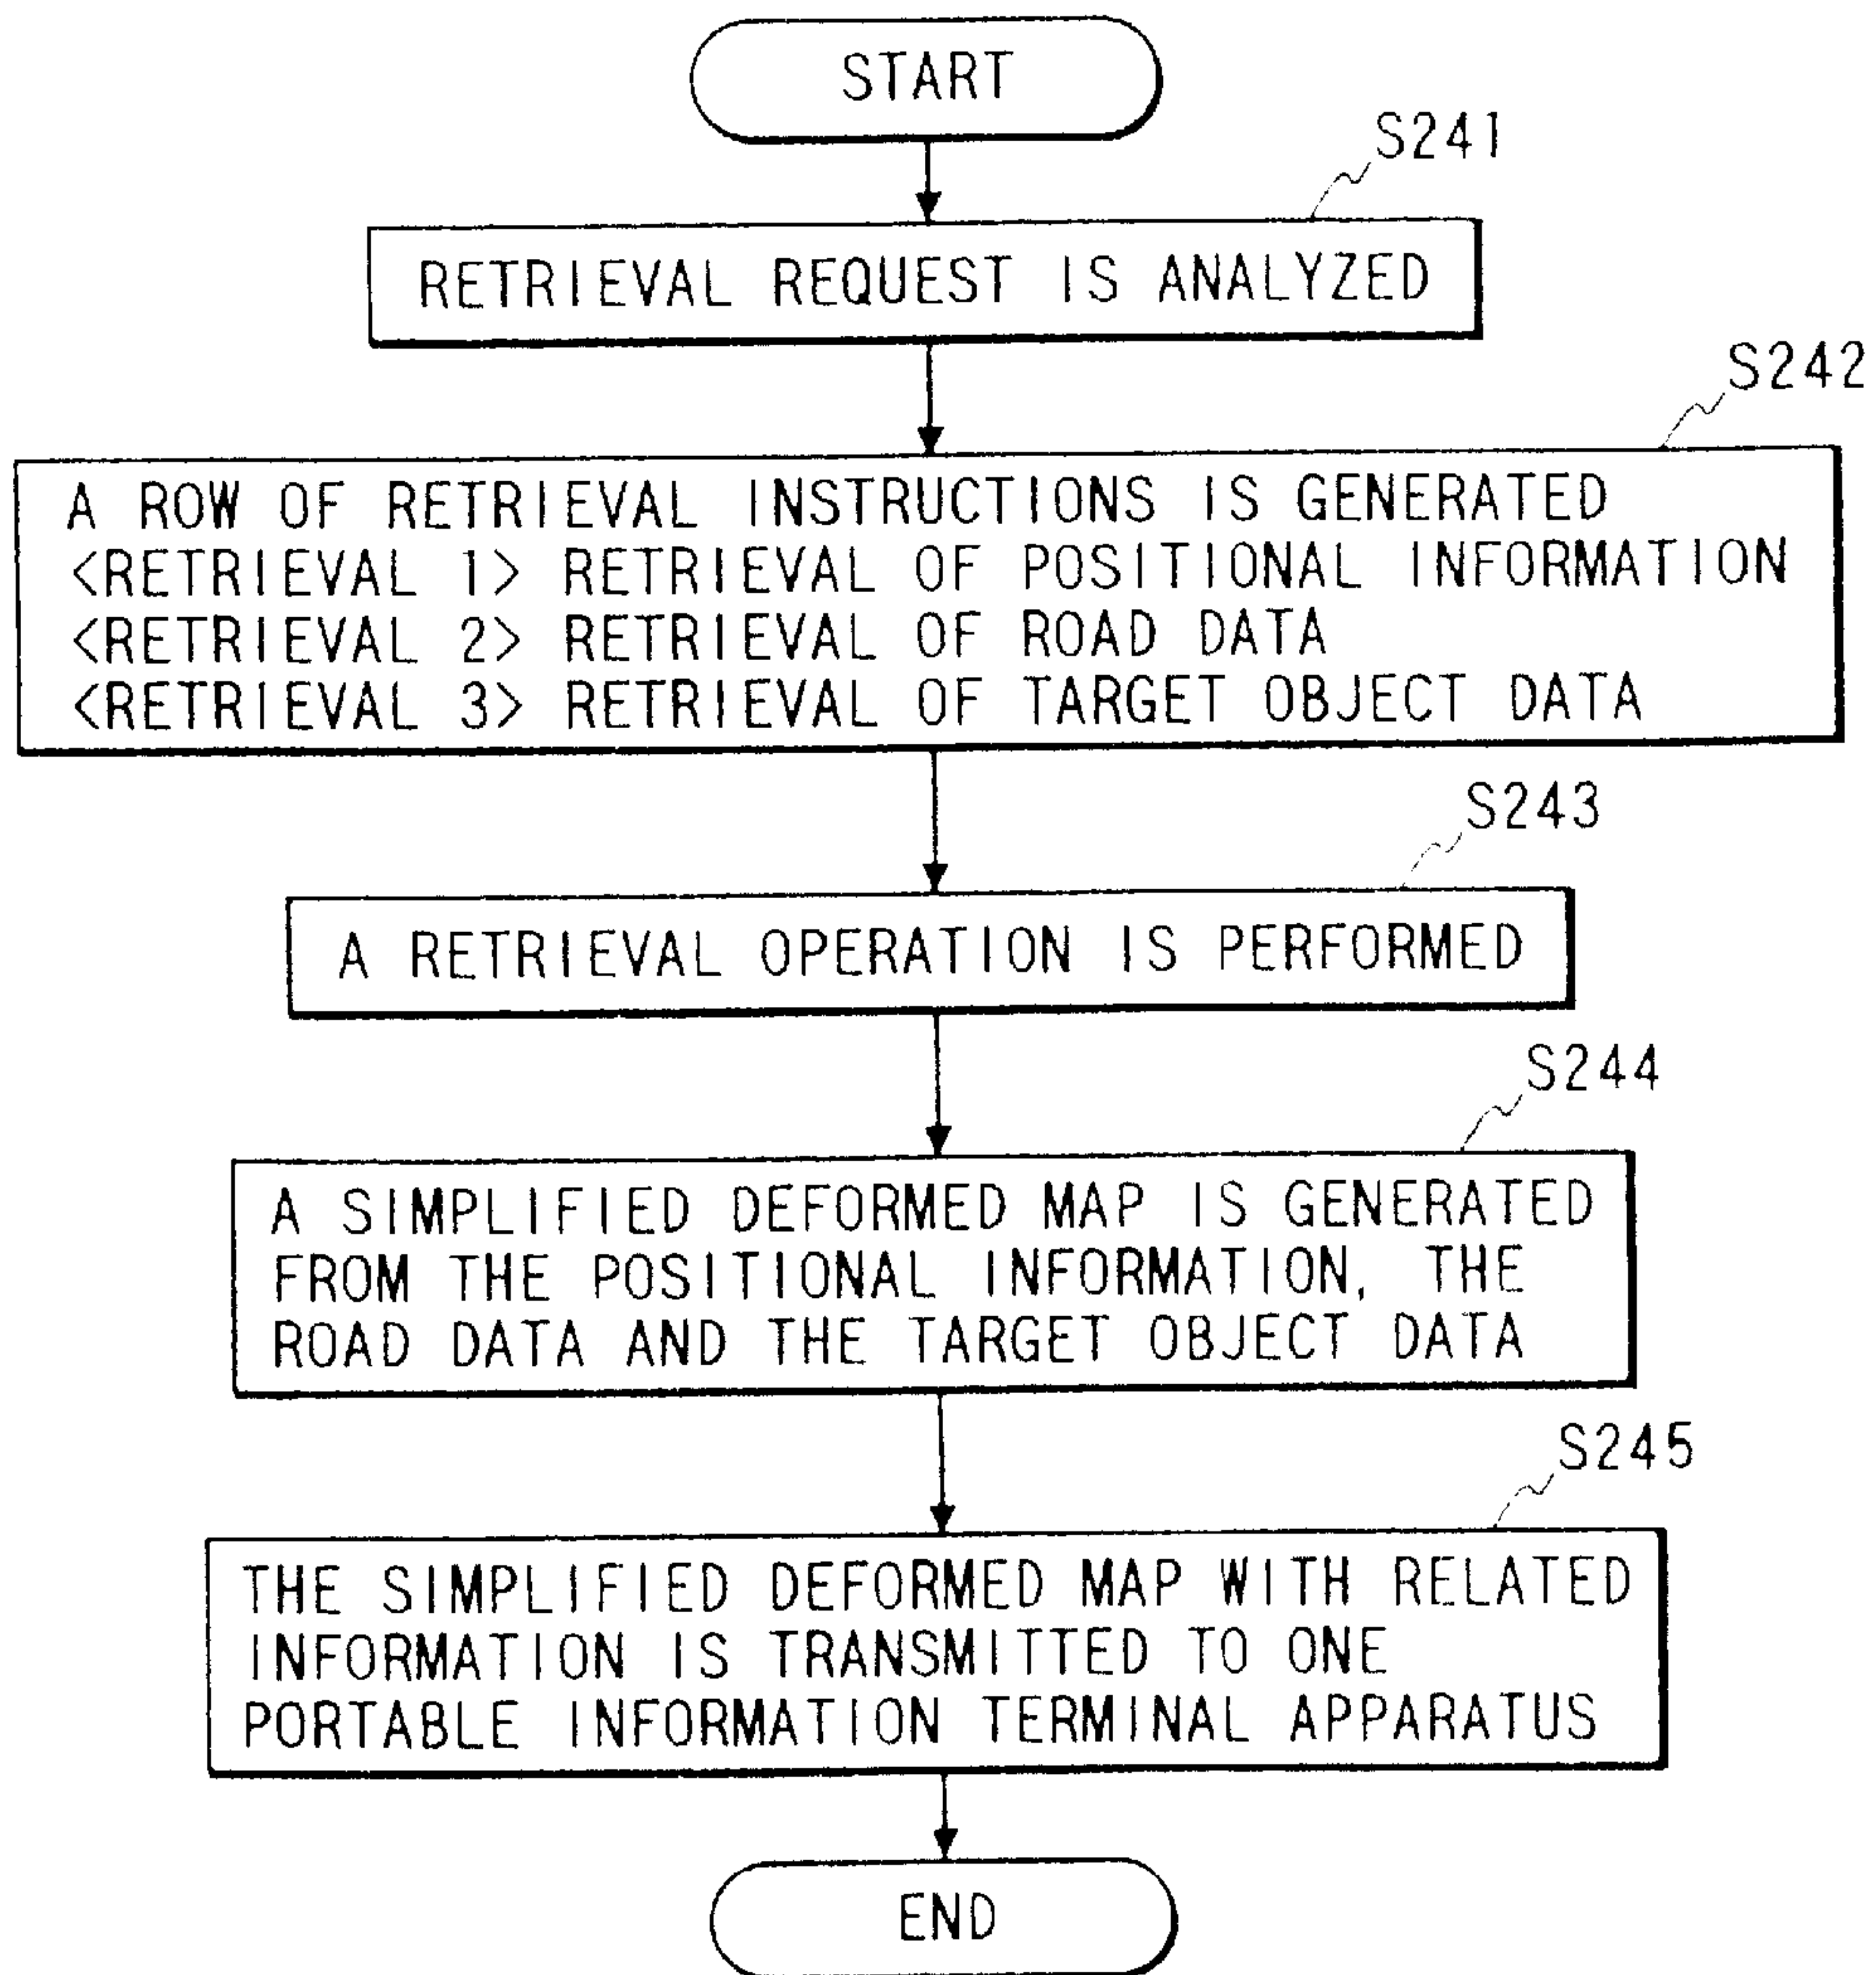 START
S241
RETRIEVAL REQUEST IS ANALYZED
S242
A ROW OF RETRIEVAL INSTRUCTIONS IS GENERATED
<RETRIEVAL 1> RETRIEVAL OF POSITIONAL INFORMATION
<RETRIEVAL 2> RETRIEVAL OF ROAD DATA
<RETRIEVAL 3> RETRIEVAL OF TARGET OBJECT DATA
S243
A RETRIEVAL OPERATION IS PERFORMED
S244
A SIMPLIFIED DEFORMED MAP IS GENERATED
FROM THE POSITIONAL INFORMATION, THE
ROAD DATA AND THE TARGET OBJECT DATA
S245
THE SIMPLIFIED DEFORMED MAP WITH RELATED
INFORMATION IS TRANSMITTED TO ONE
PORTABLE INFORMATION TERMINAL APPARATUS
END